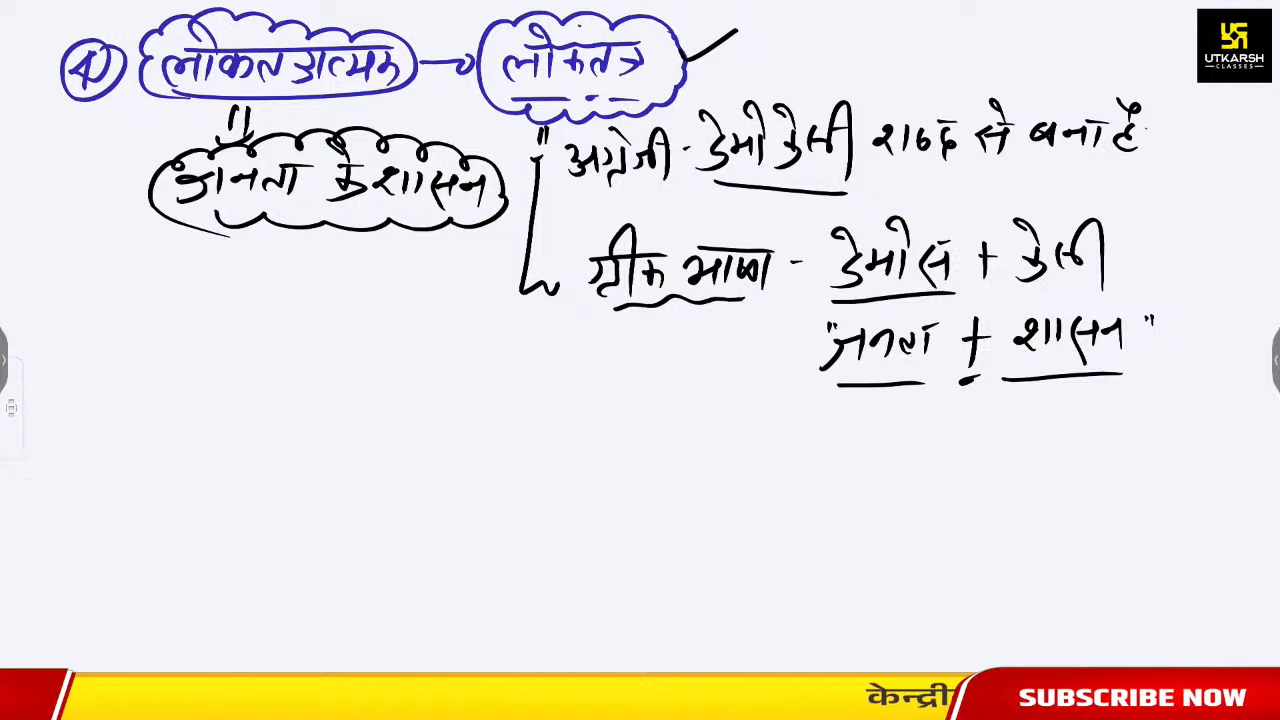 ④ लोकतंत्रात्मक → लोकतंत्र
UTKARSH
CLASSES
जनता के शासन
अंग्रेजी - डेमोक्रेसी शब्द से बना है
ग्रीक भाषा - डेमोस + क्रेसी
"जनता + शासन"
केन्द्री
SUBSCRIBE NOW